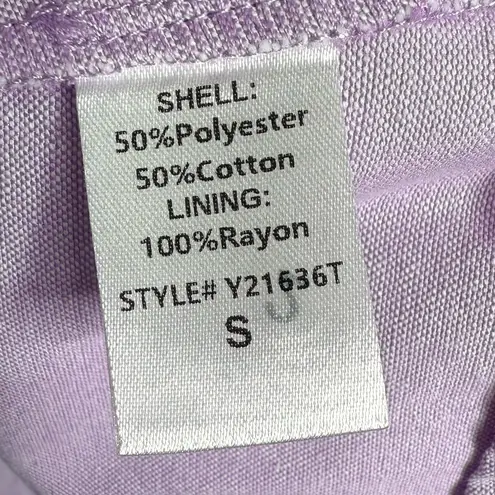 SHELL:
50%Polyester
50%Cotton
LINING:
100%Rayon
STYLE# Y21636T
S